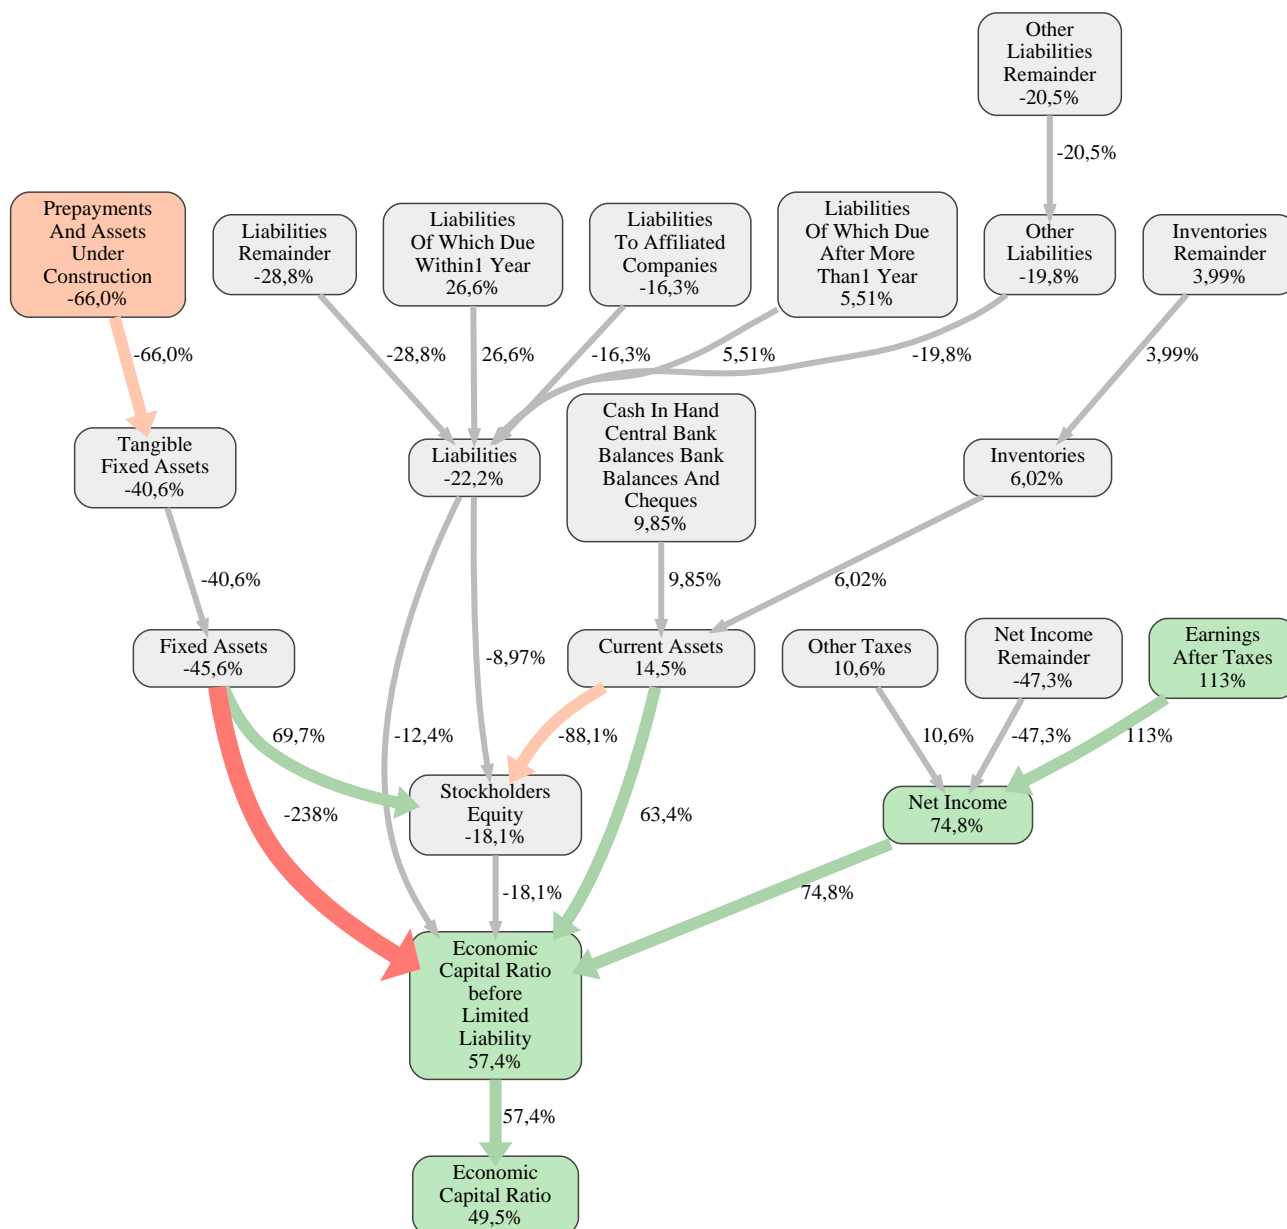 Other
Liabilities
Remainder
-20,5%
-20,5%
Prepayments
And Assets
Under
Construction
-66,0%
Liabilities
Remainder
-28,8%
Liabilities
Of Which Due
Within1 Year
26,6%
Liabilities
To Affiliated
Companies
-16,3%
Liabilities
Of Which Due
After More
Than1 Year
5,51%
Other
Liabilities
-19,8%
Inventories
Remainder
3,99%
-66,0%
-28,8%
26,6%
-16,3%
5,51%
-19,8%
3,99%
Tangible
Fixed Assets
-40,6%
Liabilities
-22,2%
Cash In Hand
Central Bank
Balances Bank
Balances And
Cheques
9,85%
Inventories
6,02%
-40,6%
9,85%
6,02%
Fixed Assets
-45,6%
-8,97%
Current Assets
14,5%
Other Taxes
10,6%
Net Income
Remainder
-47,3%
Earnings
After Taxes
113%
69,7%
-12,4%
-88,1%
10,6%
-47,3%
113%
-238%
Stockholders
Equity
-18,1%
63,4%
Net Income
74,8%
-18,1%
74,8%
Economic
Capital Ratio
before
Limited
Liability
57,4%
57,4%
Economic
Capital Ratio
49,5%